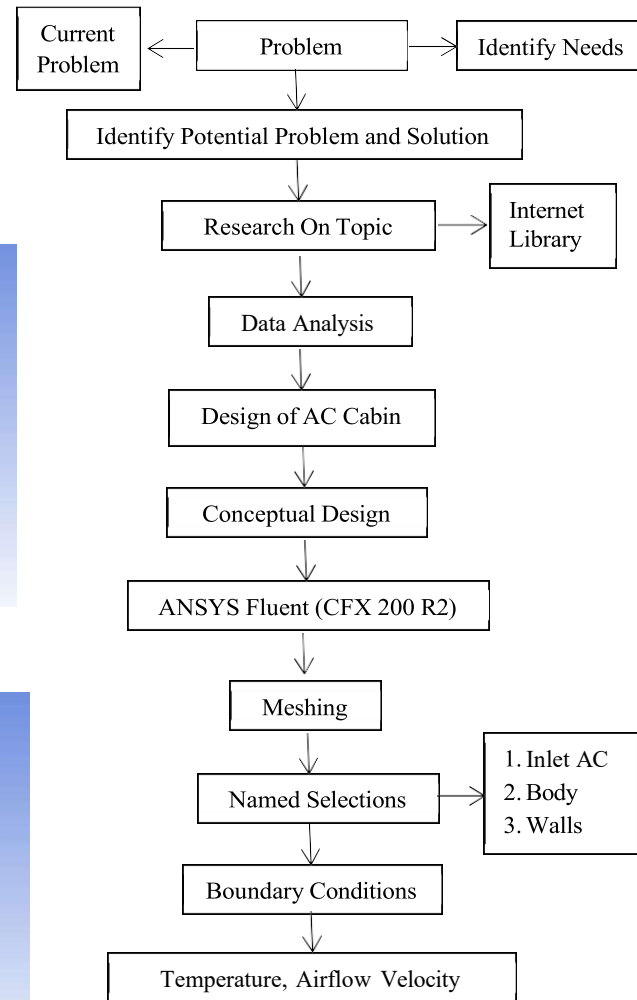 Current
Problem
Problem
Identify Needs
Identify Potential Problem and Solution
Research On Topic
Internet
Library
Data Analysis
Design of AC Cabin
Conceptual Design
ANSYS Fluent (CFX 200 R2)
Meshing
Named Selections
1. Inlet AC
2. Body
3. Walls
Boundary Conditions
Temperature, Airflow Velocity